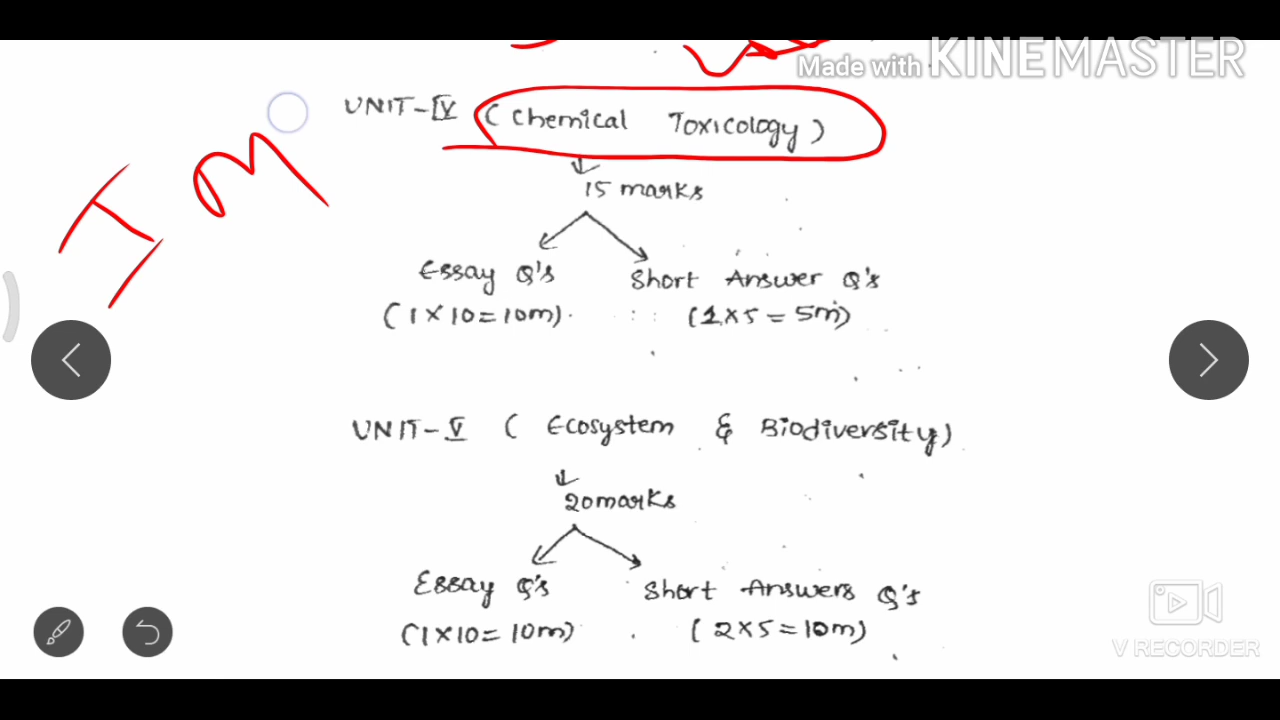 Made with KINEMASTER
UNIT-IV (Chemical Toxicology)
15 marks
Essay Q's Short Answer Q's
(1×10=10m). (1×5=5m)
UNIT-V (Ecosystem & Biodiversity)
20marks
Essay Q's Short Answers Q's
(1×10=10m) (2×5=10m)
IM
V RECORDER